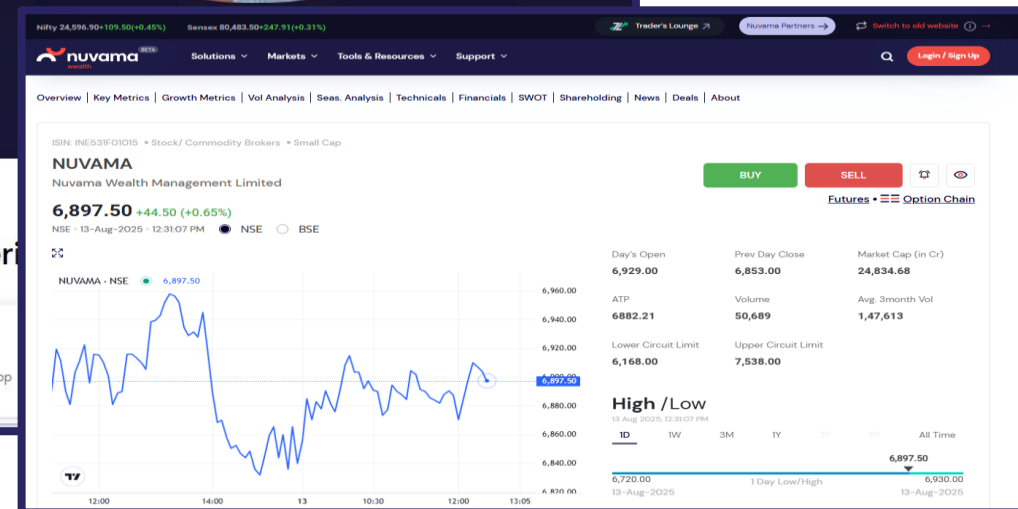 Nifty 24,596.90+109.50(+0.45%) Sensex 80,483.50+247.91(+0.31%) Trader's Lounge ↗ Nuvama Partners → Switch to old website →
nuvama BETA
wealth
Solutions Markets Tools & Resources Support Login / Sign Up
Overview | Key Metrics | Growth Metrics | Vol Analysis | Seas. Analysis | Technicals | Financials | SWOT | Shareholding | News | Deals | About
ISIN: INE531F01015 • Stock/ Commodity Brokers • Small Cap
NUVAMA
Nuvama Wealth Management Limited
BUY SELL
Futures • Option Chain
6,897.50 +44.50 (+0.65%)
NSE • 13-Aug-2025 • 12:31:07 PM NSE BSE
NUVAMA - NSE 6,897.50
6,960.00
6,940.00
6,920.00
6,897.50
6,880.00
6,860.00
6,840.00
6,820.00
12:00 14:00 13 10:30 12:00 13:05
Day's Open Prev Day Close Market Cap (in Cr)
6,929.00 6,853.00 24,834.68
ATP Volume Avg. 3month Vol
6882.21 50,689 1,47,613
Lower Circuit Limit Upper Circuit Limit
6,168.00 7,538.00
High /Low
13 Aug 2025, 12:31:07 PM
1D 1W 3M 1Y 3Y 5Y All Time
6,897.50
6,720.00 1 Day Low/High 6,930.00
13-Aug-2025 13-Aug-2025